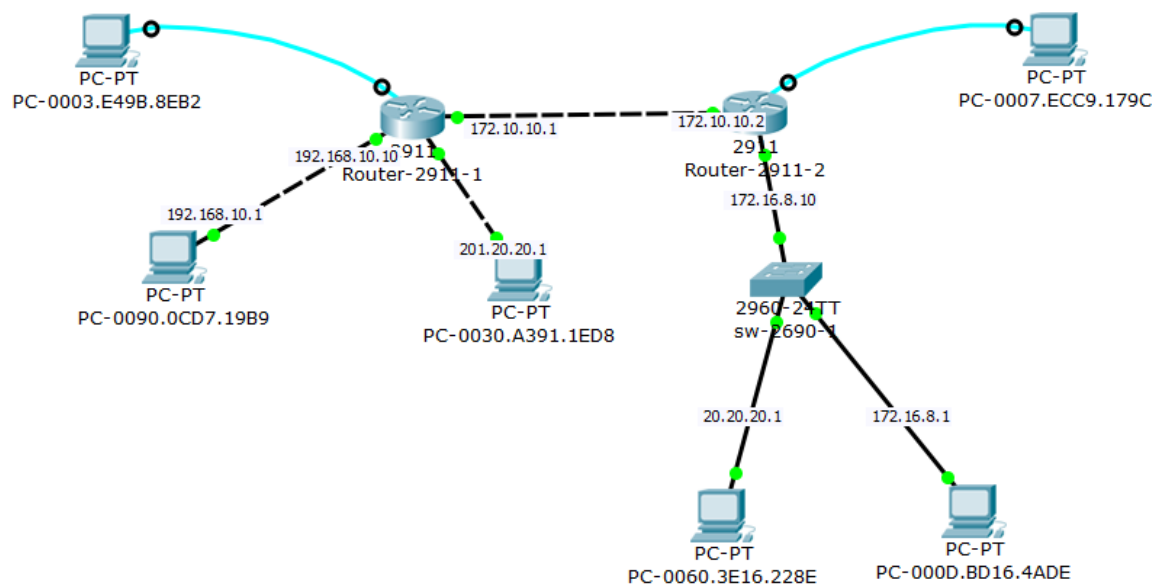 PC-PT
PC-0003.E49B.8EB2
PC-PT
PC-0007.ECC9.179C
172.10.10.1
172.10.10.2
2911
Router-2911-1
2911
Router-2911-2
192.168.10.10
192.168.10.1
172.16.8.10
201.20.20.1
PC-PT
PC-0090.0CD7.19B9
PC-PT
PC-0030.A391.1ED8
2960-24TT
sw-2690-1
20.20.20.1
172.16.8.1
PC-PT
PC-0060.3E16.228E
PC-PT
PC-000D.BD16.4ADE